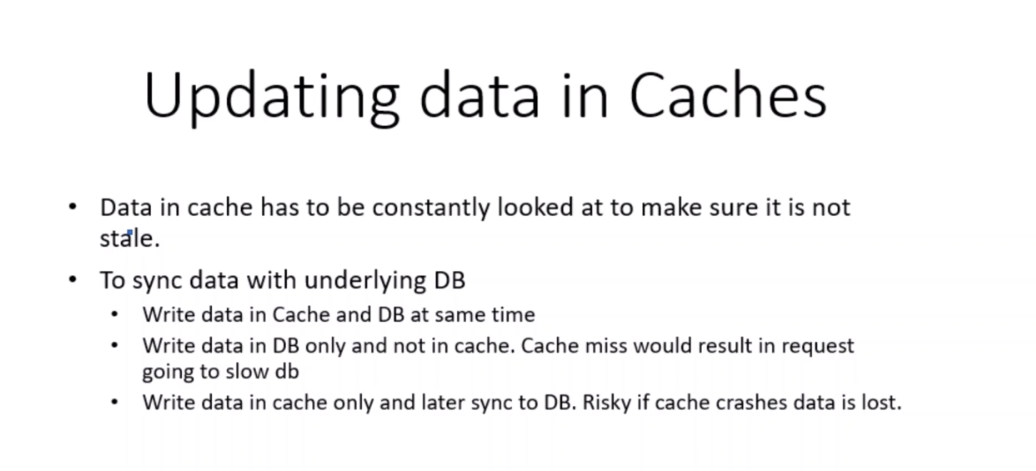 Updating data in Caches
• Data in cache has to be constantly looked at to make sure it is not
stale.
• To sync data with underlying DB
• Write data in Cache and DB at same time
• Write data in DB only and not in cache. Cache miss would result in request
going to slow db
• Write data in cache only and later sync to DB. Risky if cache crashes data is lost.